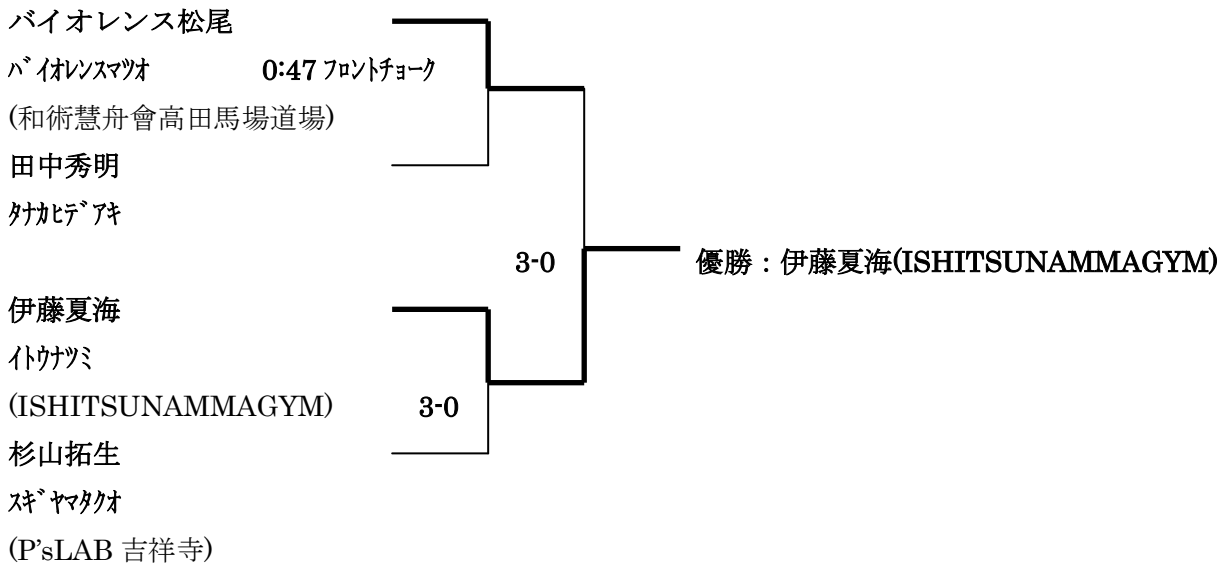 バイオレンス松尾
ﾊﾞｲｵﾚﾝｽﾏﾂｵ 0:47 ﾌﾛﾝﾄﾁｮｰｸ
(和術慧舟會高田馬場道場)
田中秀明
ﾀﾅｶﾋﾃﾞｱｷ
3-0
優勝：伊藤夏海(ISHITSUNAMMAGYM)
伊藤夏海
ｲﾄｳﾅﾂﾐ
(ISHITSUNAMMAGYM) 3-0
杉山拓生
ｽｷﾞﾔﾏﾀｸｵ
(P'sLAB 吉祥寺)